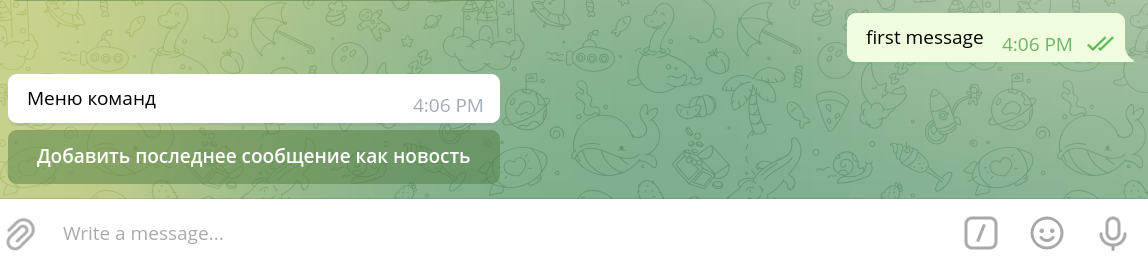 first message 4:06 PM
Меню команд 4:06 PM
Добавить последнее сообщение как новость
Write a message...